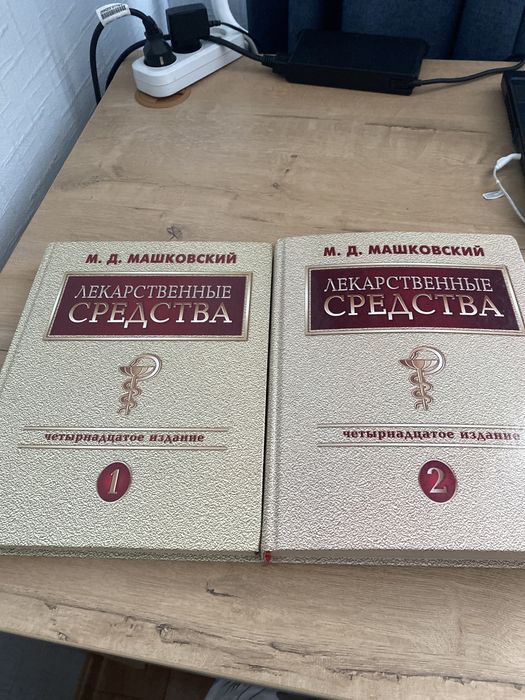 М. Д. МАШКОВСКИЙ
ЛЕКАРСТВЕННЫЕ
СРЕДСТВА
четырнадцатое издание
1
М. Д. МАШКОВСКИЙ
ЛЕКАРСТВЕННЫЕ
СРЕДСТВА
четырнадцатое издание
2